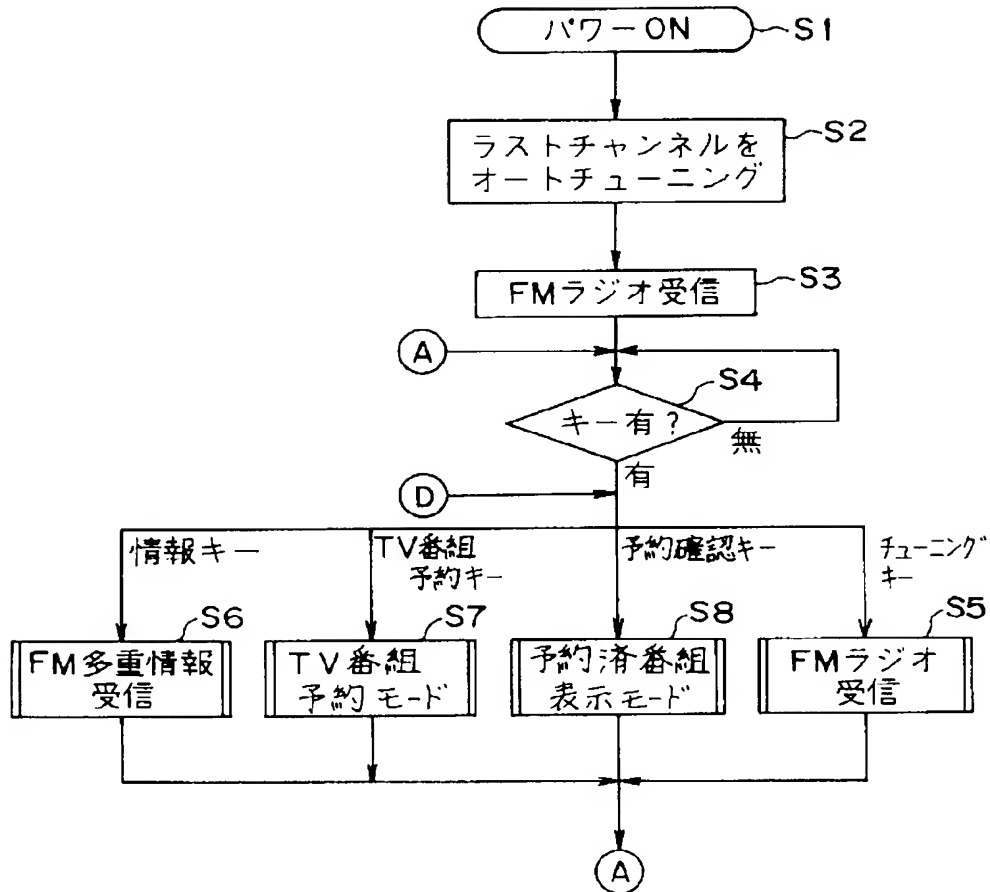 パワーON
S1
ラストチャンネルを
オートチューニング
S2
FMラジオ受信
S3
A
S4
キー有?
無
有
D
情報キー
TV番組
予約キー
予約確認キー
チューニング
キー
S6
FM多重情報
受信
S7
TV番組
予約モード
S8
予約済番組
表示モード
S5
FMラジオ
受信
A